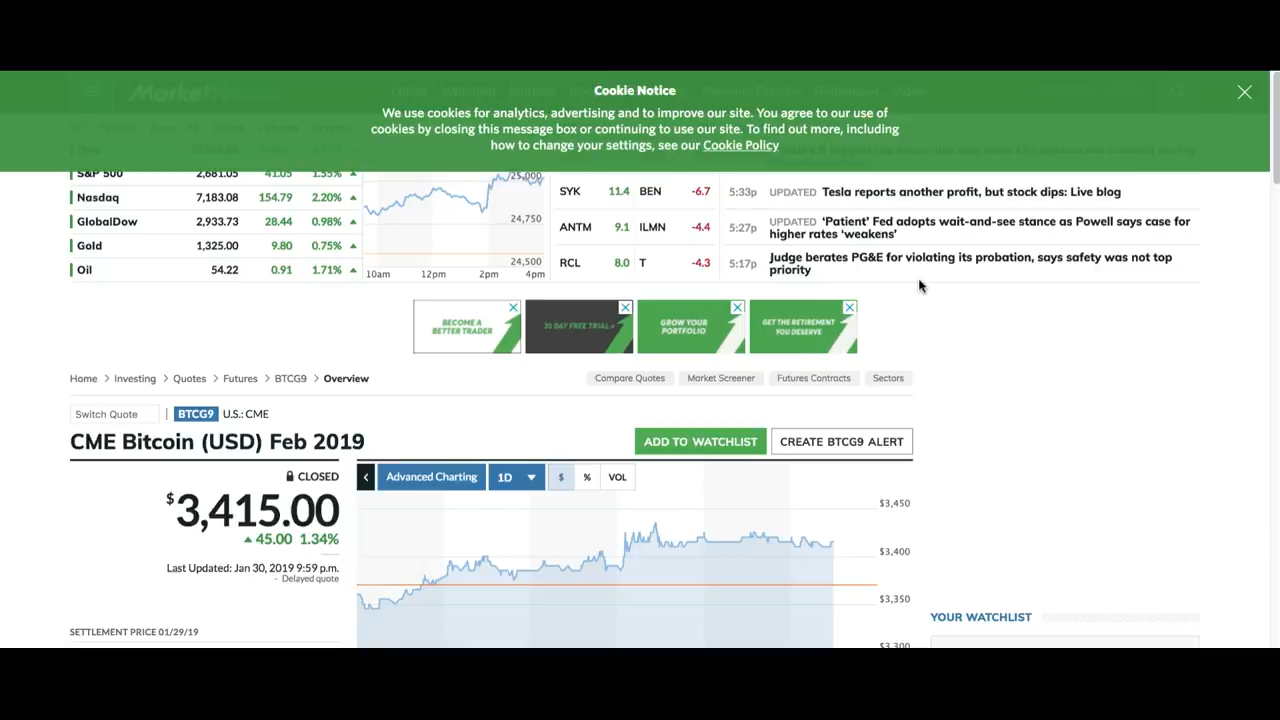 Cookie Notice
We use cookies for analytics, advertising and to improve our site. You agree to our use of
cookies by closing this message box or continuing to use our site. To find out more, including
how to change your settings, see our Cookie Policy
Market
S&P 500 2,681.05 41.05 1.55%
Nasdaq 7,183.08 154.79 2.20%
GlobalDow 2,933.73 28.44 0.98%
Gold 1,325.00 9.80 0.75%
Oil 54.22 0.91 1.71%
25,000
24,750
24,500
10am 12pm 2pm 4pm
SYK 11.4 BEN -6.7
ANTM 9.1 ILMN -4.4
RCL 8.0 T -4.3
5:33p UPDATED Tesla reports another profit, but stock dips: Live blog
5:27p UPDATED ‘Patient’ Fed adopts wait-and-see stance as Powell says case for
higher rates ‘weakens’
5:17p Judge berates PG&E for violating its probation, says safety was not top
priority
BECOME A
BETTER TRADER
30 DAY FREE TRIAL >
GROW YOUR
PORTFOLIO
GET THE RETIREMENT
YOU DESERVE
Home > Investing > Quotes > Futures > BTCG9 > Overview
Compare Quotes Market Screener Futures Contracts Sectors
Switch Quote | BTCG9 U.S.: CME
CME Bitcoin (USD) Feb 2019
ADD TO WATCHLIST CREATE BTCG9 ALERT
CLOSED
$3,415.00
45.00 1.34%
Last Updated: Jan 30, 2019 9:59 p.m.
- Delayed quote
SETTLEMENT PRICE 01/29/19
< Advanced Charting 1D $ % VOL
$3,450
$3,400
$3,350
$3,300
YOUR WATCHLIST